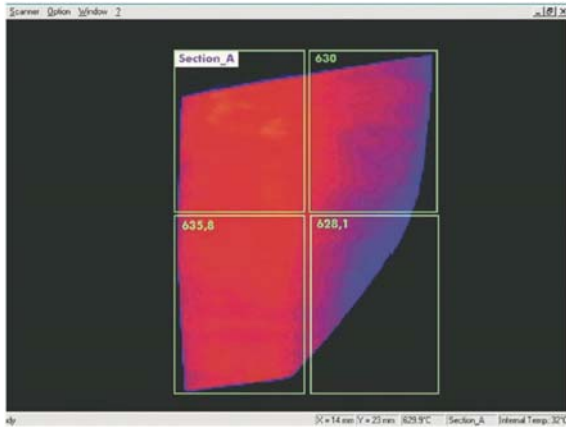 Scanner Option Window ?
Section_A
630
635,8
628,1
X = 14 mm Y = 23 mm 629.9°C Section_A Internal Temp.: 32°C